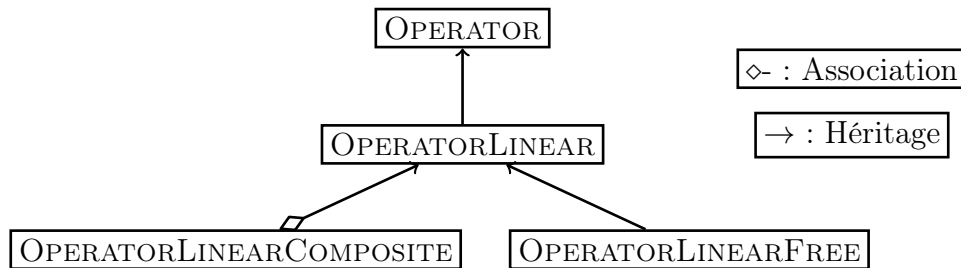 OPERATOR
⋄- : Association
→ : Héritage
OPERATORLINEAR
OPERATORLINEARCOMPOSITE
OPERATORLINEARFREE